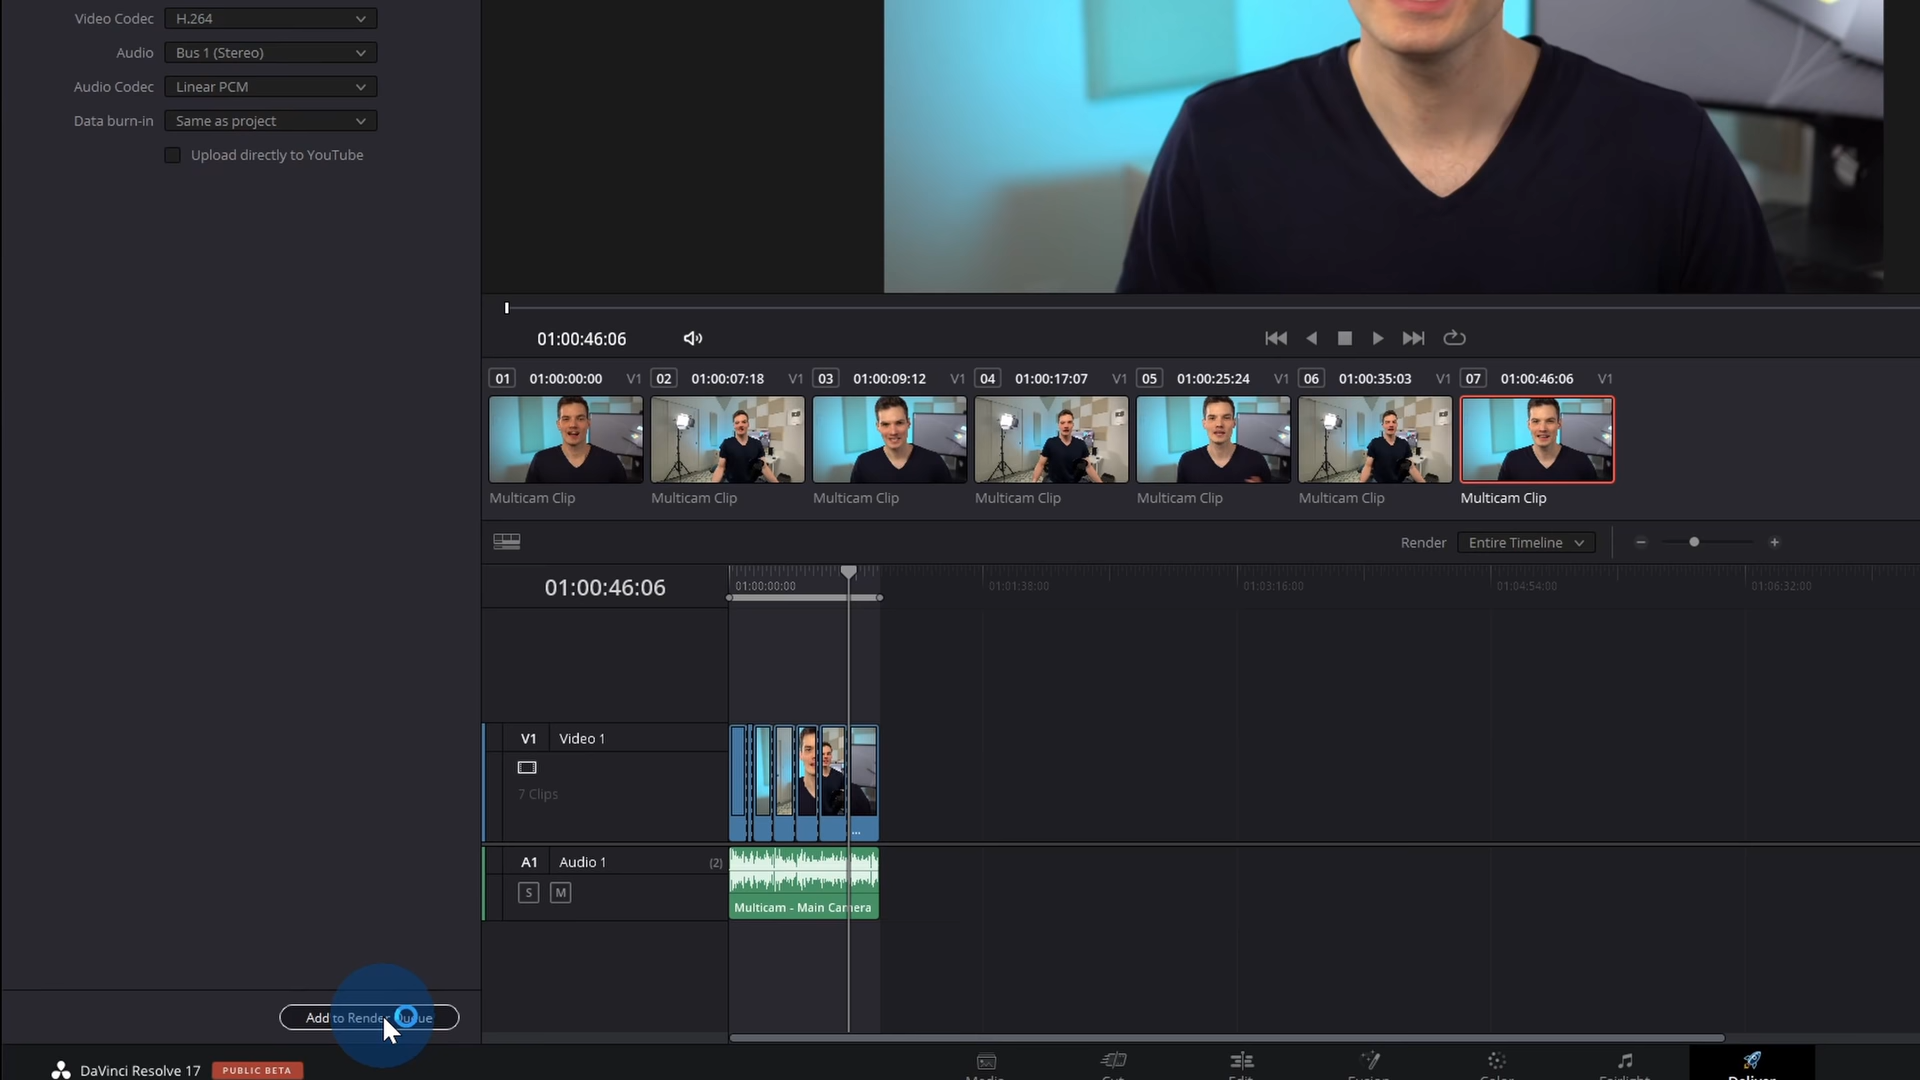 Video Codec H.264
Audio Bus 1 (Stereo)
Audio Codec Linear PCM
Data burn-in Same as project
Upload directly to YouTube
01:00:46:06
01 01:00:00:00 V1 02 01:00:07:18 V1 03 01:00:09:12 V1 04 01:00:17:07 V1 05 01:00:25:24 V1 06 01:00:35:03 V1 07 01:00:46:06 V1
Multicam Clip Multicam Clip Multicam Clip Multicam Clip Multicam Clip Multicam Clip Multicam Clip
Render Entire Timeline
01:00:46:06
01:00:00:00 01:01:38:00 01:03:16:00 01:04:54:00 01:06:32:00
V1 Video 1
7 Clips
...
A1 Audio 1 (2)
S M
Multicam - Main Camera
Add to Render Queue
DaVinci Resolve 17 PUBLIC BETA
Media Cut Edit Fusion Color Fairlight Deliver